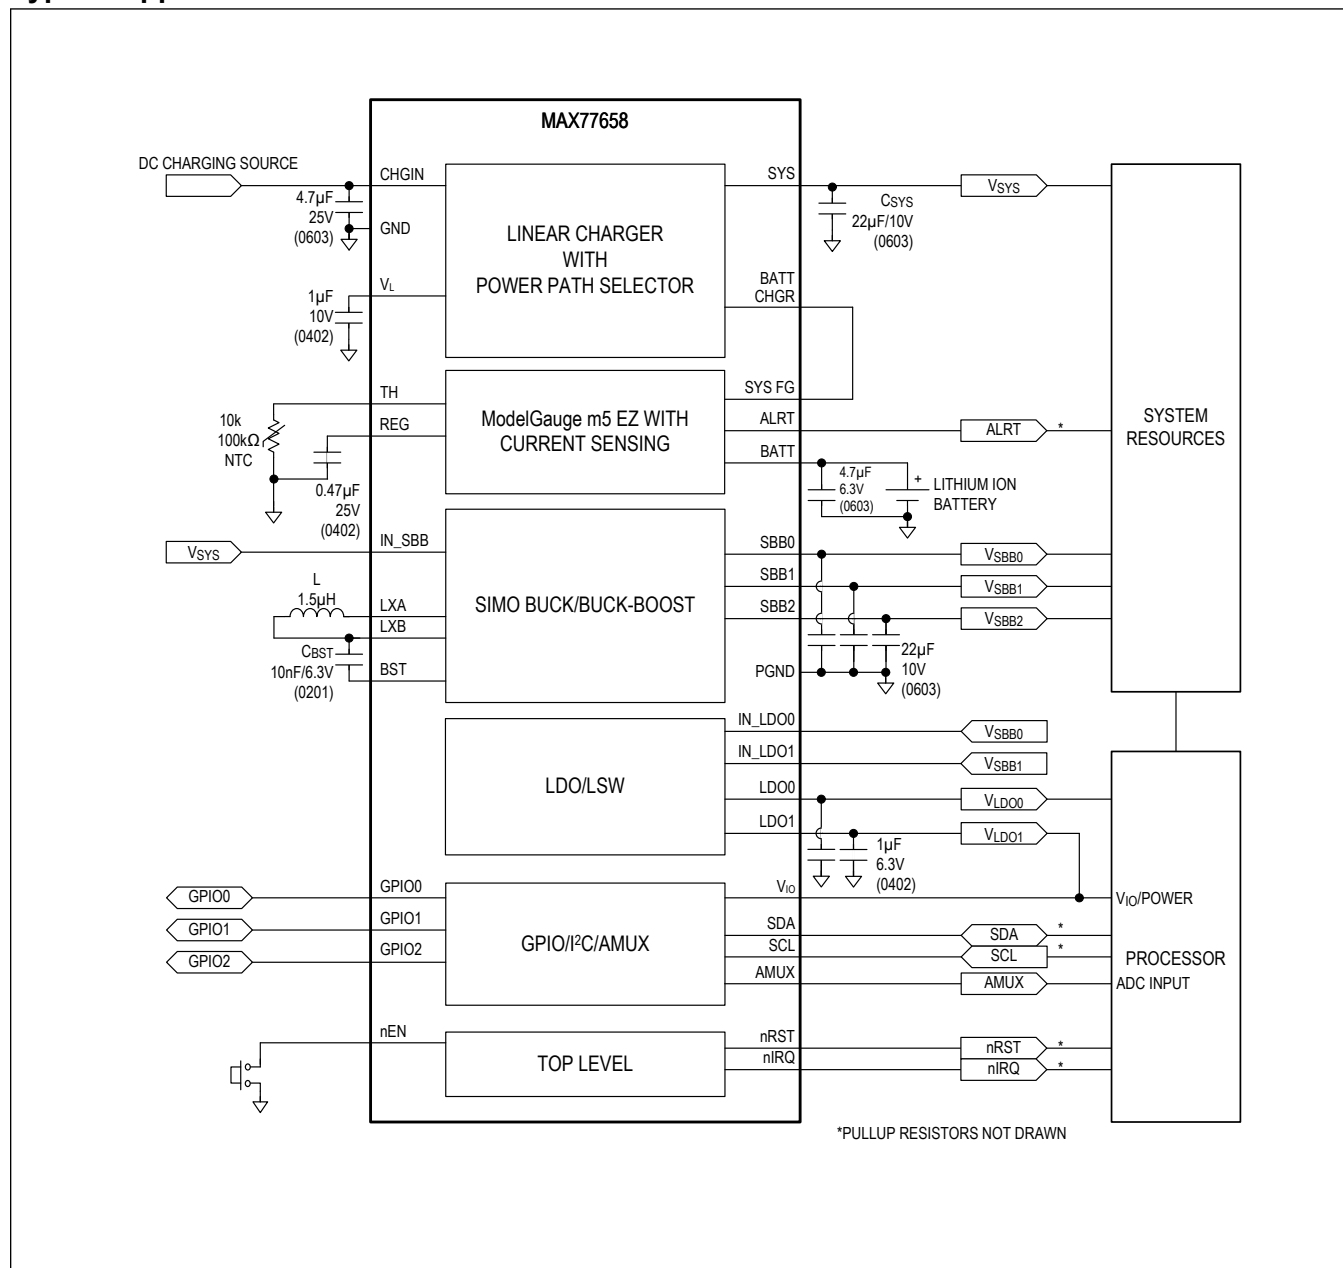 MAX77658
DC CHARGING SOURCE
CHGIN
4.7µF
25V
(0603)
GND
VL
1µF
10V
(0402)
LINEAR CHARGER
WITH
POWER PATH SELECTOR
SYS
CSYS
22µF/10V
(0603)
VSYS
BATT
CHGR
TH
REG
10k
100kΩ
NTC
0.47µF
25V
(0402)
ModelGauge m5 EZ WITH
CURRENT SENSING
SYS FG
ALRT
BATT
ALRT
*
4.7µF
6.3V
(0603)
+
LITHIUM ION
BATTERY
SYSTEM
RESOURCES
VSYS
IN_SBB
L
1.5µH
LXA
LXB
CBST
10nF/6.3V
(0201)
BST
SIMO BUCK/BUCK-BOOST
SBB0
SBB1
SBB2
PGND
22µF
10V
(0603)
VSBB0
VSBB1
VSBB2
LDO/LSW
IN_LDO0
IN_LDO1
LDO0
LDO1
VSBB0
VSBB1
VLDO0
VLDO1
1µF
6.3V
(0402)
GPIO0
GPIO1
GPIO2
GPIO0
GPIO1
GPIO2
GPIO/I²C/AMUX
VIO
SDA
SCL
AMUX
SDA
*
SCL
*
AMUX
VIO/POWER
PROCESSOR
ADC INPUT
nEN
TOP LEVEL
nRST
nIRQ
nRST
*
nIRQ
*
*PULLUP RESISTORS NOT DRAWN